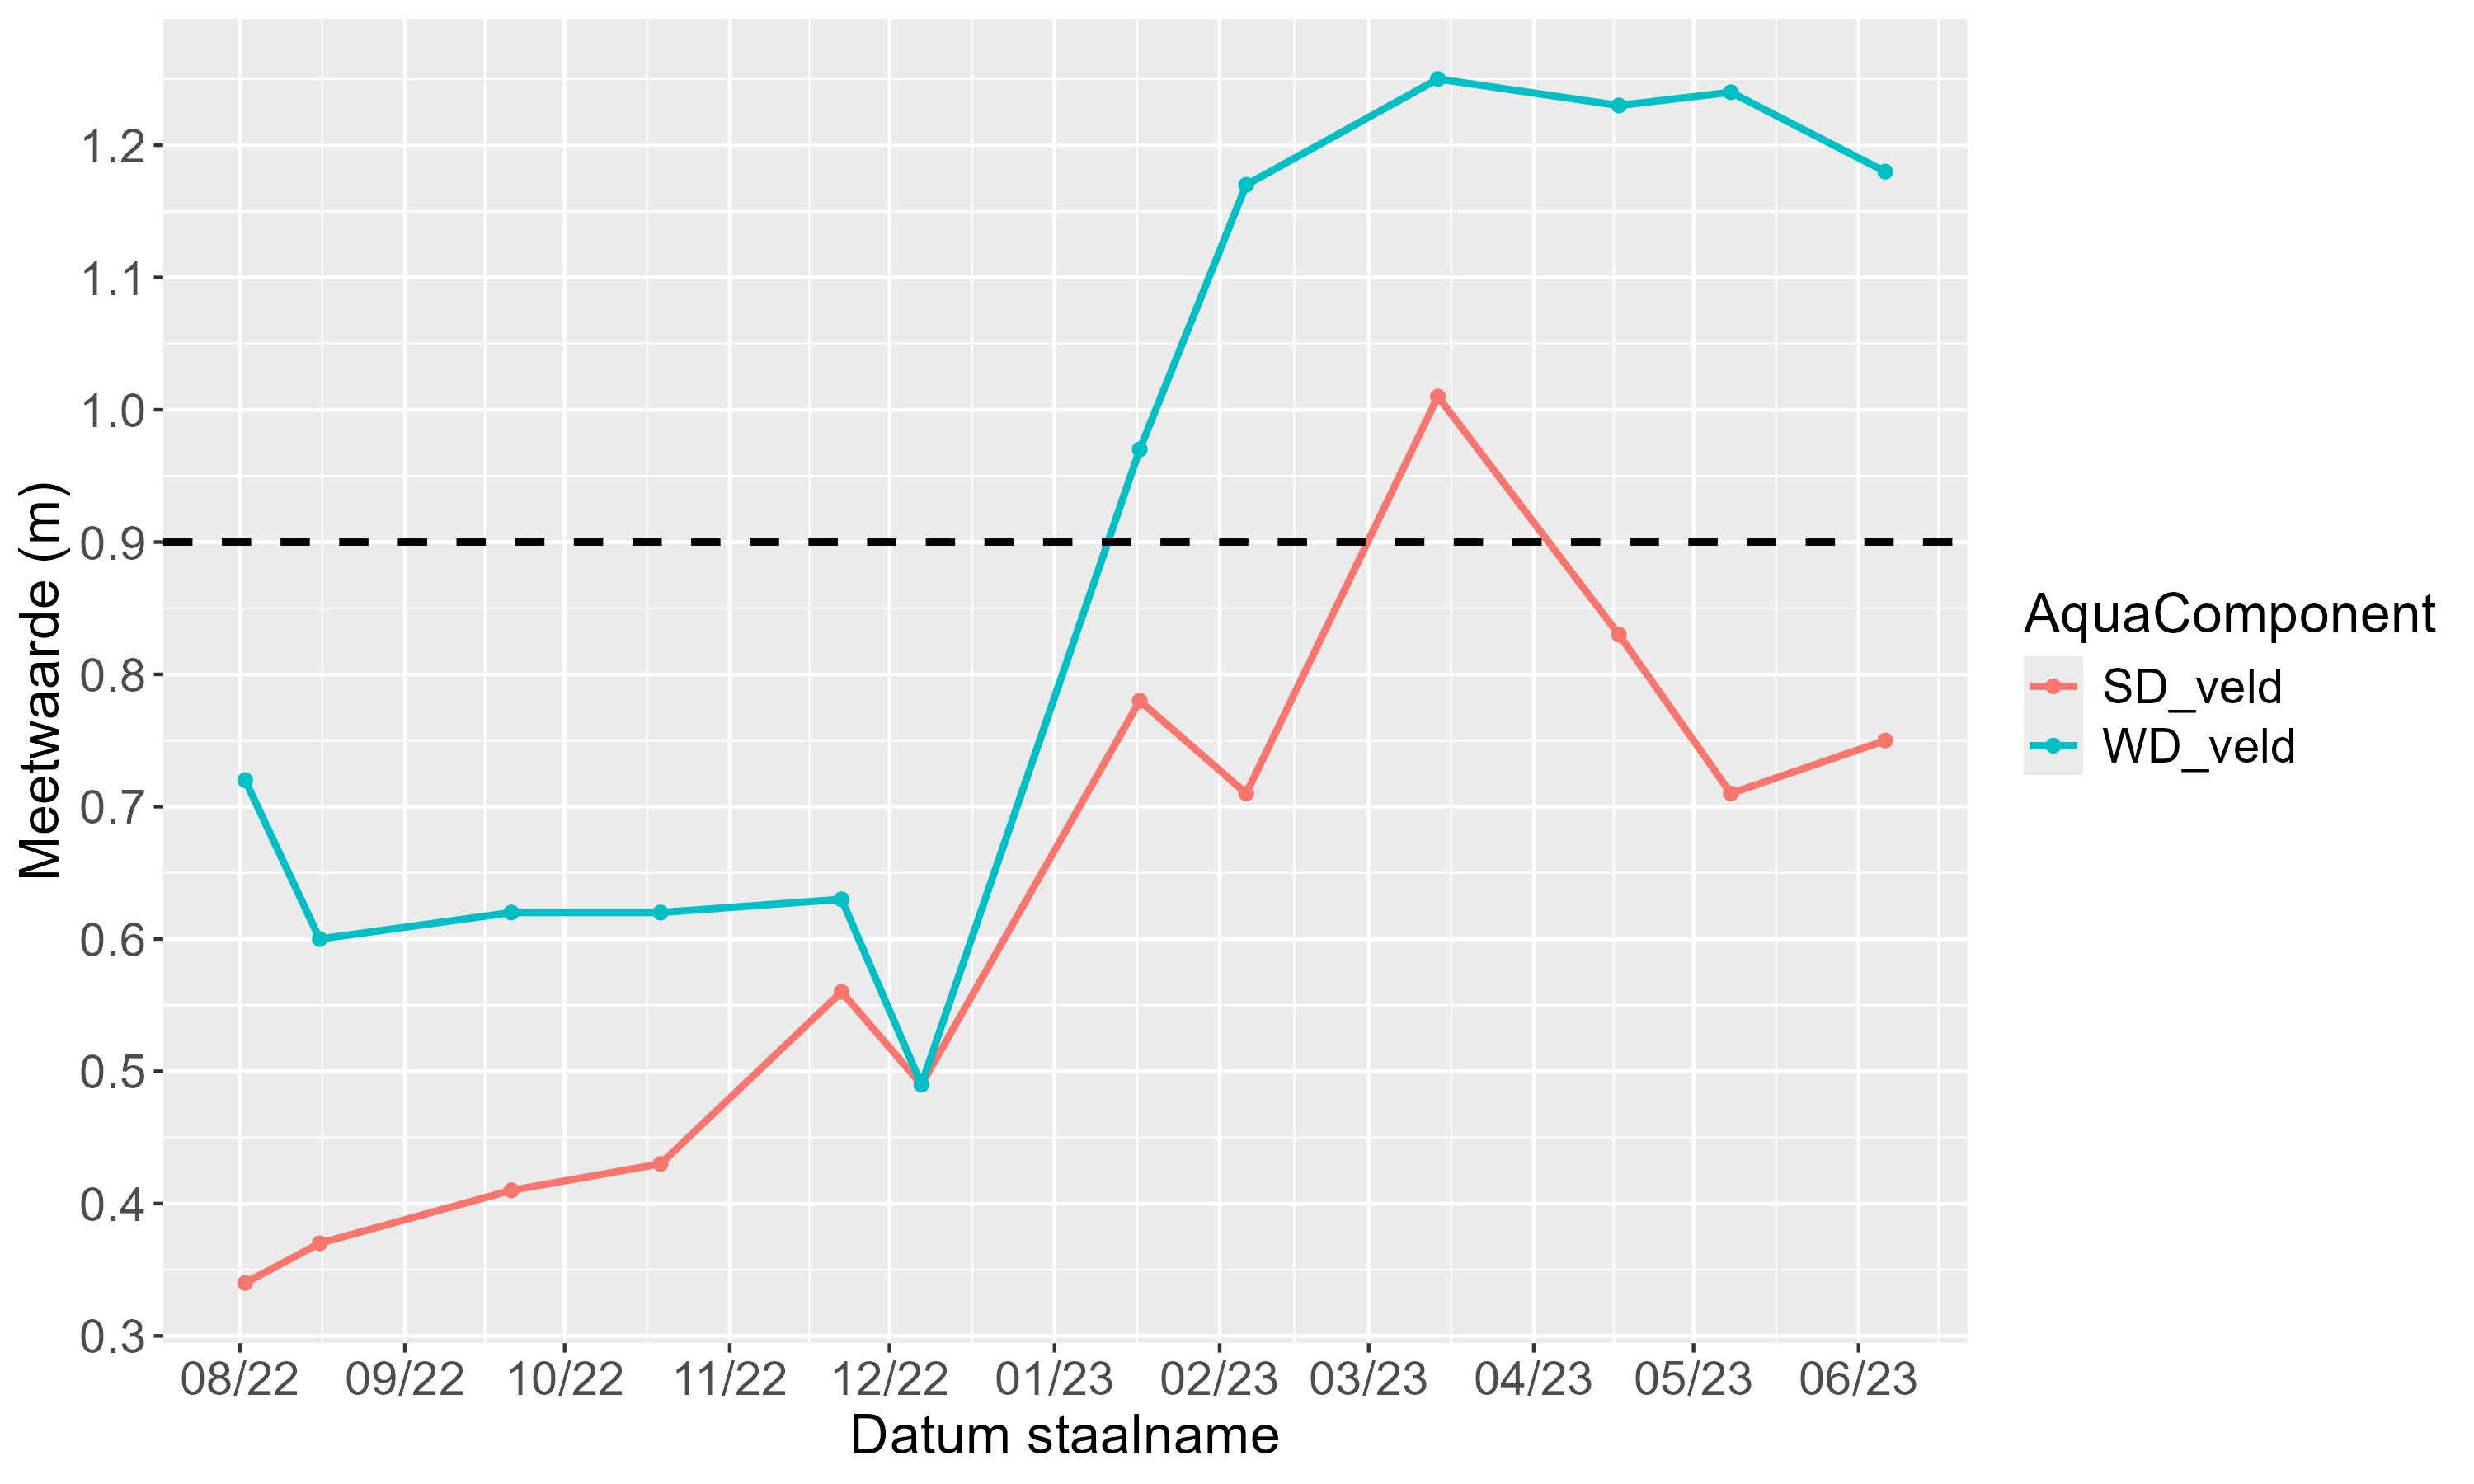 Meetwaarde (m)
1.2
1.1
1.0
0.9
0.8
0.7
0.6
0.5
0.4
0.3
08/22 09/22 10/22 11/22 12/22 01/23 02/23 03/23 04/23 05/23 06/23
Datum staalname
AquaComponent
SD_veld
WD_veld